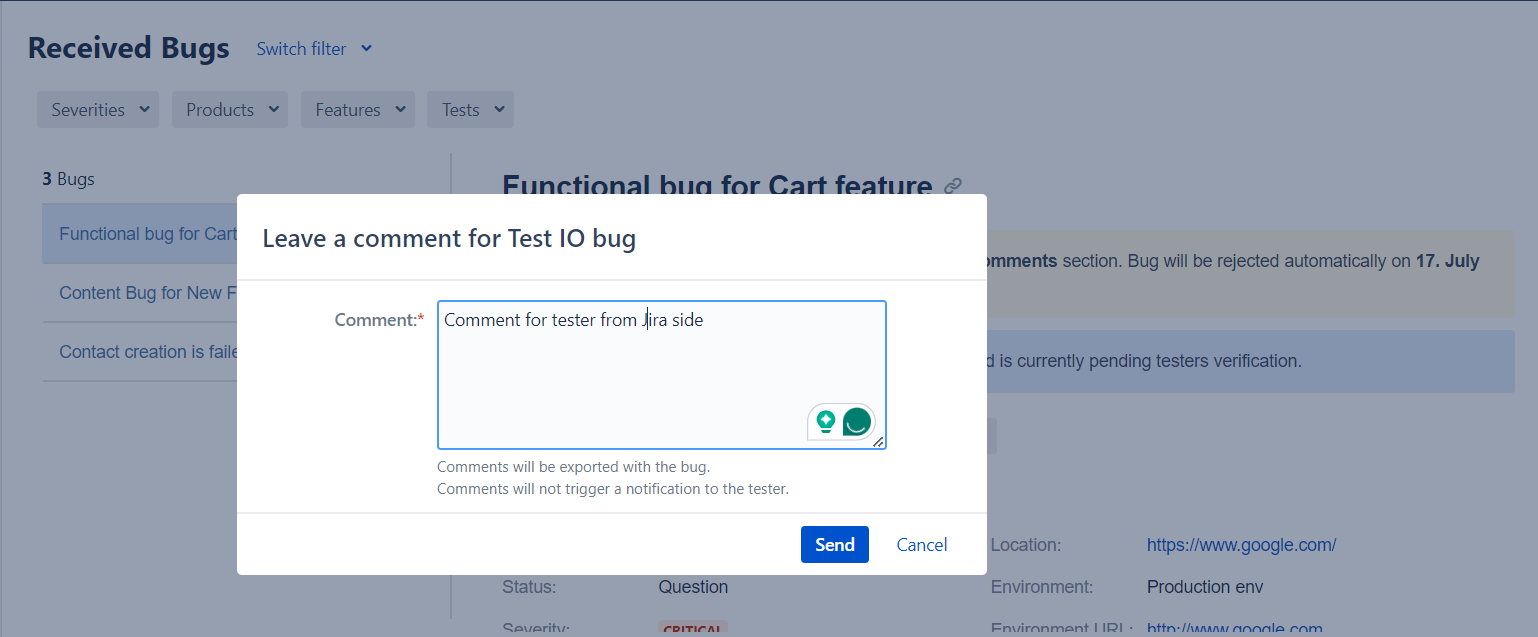 Received Bugs Switch filter
Severities Products Features Tests
3 Bugs
Functional bug for Cart feature
Functional bug for Cart
omments section. Bug will be rejected automatically on 17. July
Content Bug for New F
Contact creation is faile
d is currently pending testers verification.
Leave a comment for Test IO bug
Comment:*
Comment for tester from Jira side
Comments will be exported with the bug.
Comments will not trigger a notification to the tester.
Send Cancel
Location: https://www.google.com/
Status: Question Environment: Production env
Severity: CRITICAL Environment URL: http://www.google.com